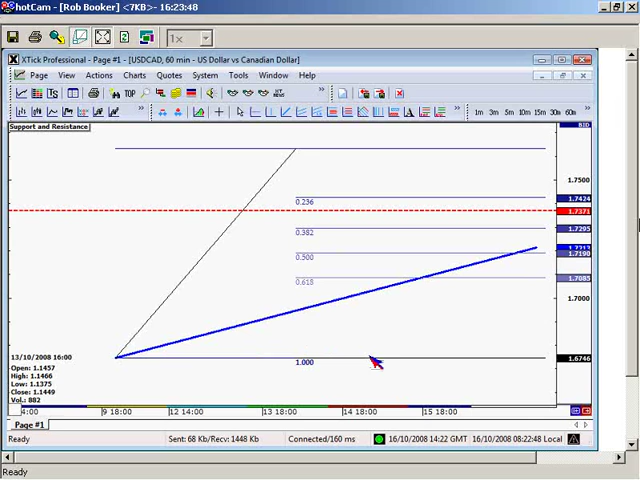 hotCam - [Rob Booker] <7KB> - 16:23:48
1x
XTick Professional - Page #1 - [USDCAD, 60 min - US Dollar vs Canadian Dollar]
Page View Actions Charts Quotes System Tools Window Help
1m 3m 5m 10m 15m 30m 60m
Support and Resistance
BID
1.7500
0.236
1.7424
1.7371
0.382
1.7295
0.500
1.7190
0.618
1.7085
1.7000
13/10/2008 16:00
1.000
1.6746
Open: 1.1457
High: 1.1466
Low: 1.1375
Close: 1.1449
Vol: 882
4:00 9 18:00 12 14:00 13 18:00 14 18:00 15 18:00
Page #1
Ready Sent: 68 Kb/Recv: 1448 Kb Connected/160 ms 16/10/2008 14:22 GMT 16/10/2008 08:22:48
Ready